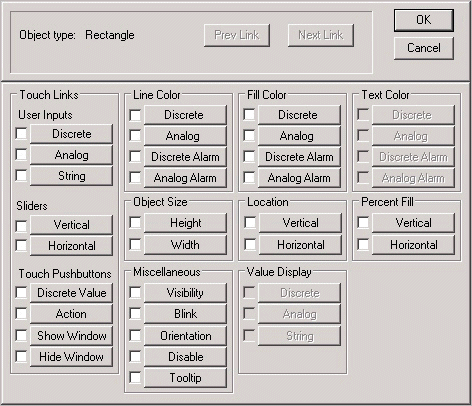 Object type: Rectangle
Prev Link
Next Link
OK
Cancel
Touch Links
User Inputs
Discrete
Analog
String
Sliders
Vertical
Horizontal
Touch Pushbuttons
Discrete Value
Action
Show Window
Hide Window
Line Color
Discrete
Analog
Discrete Alarm
Analog Alarm
Object Size
Height
Width
Miscellaneous
Visibility
Blink
Orientation
Disable
Tooltip
Fill Color
Discrete
Analog
Discrete Alarm
Analog Alarm
Location
Vertical
Horizontal
Value Display
Discrete
Analog
String
Text Color
Discrete
Analog
Discrete Alarm
Analog Alarm
Percent Fill
Vertical
Horizontal